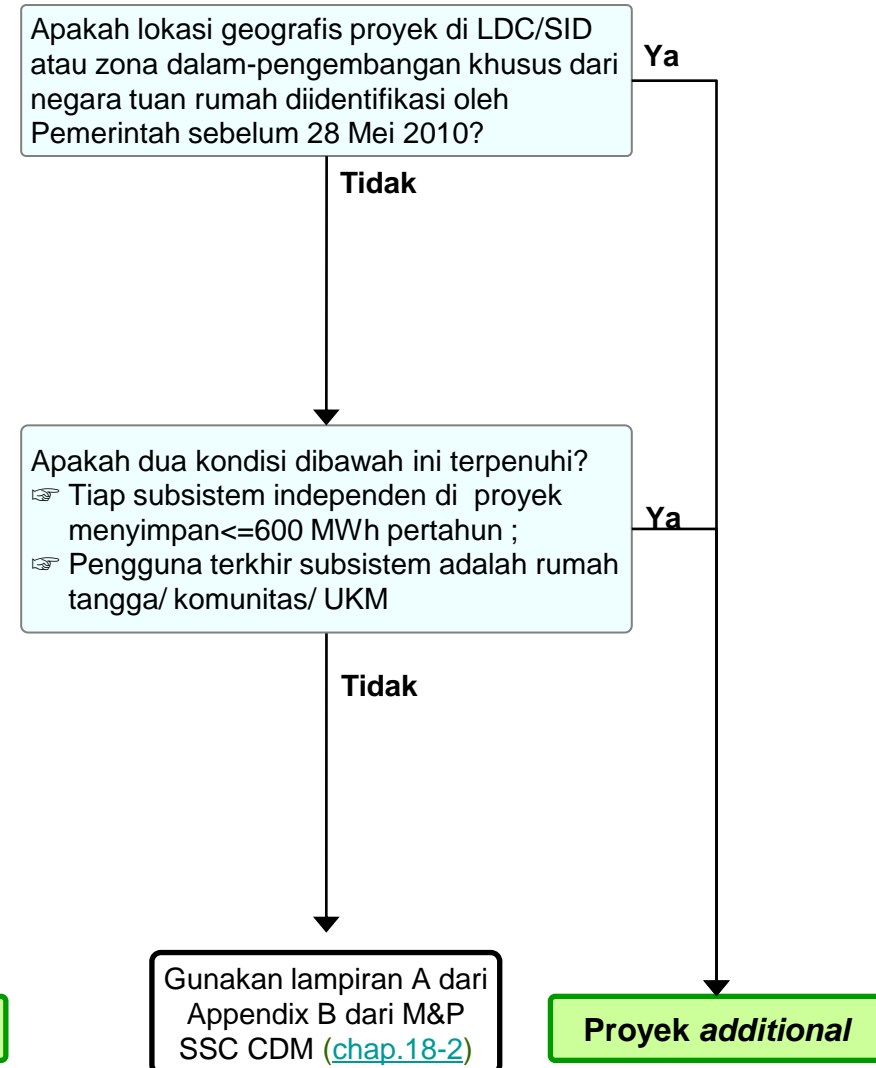 Apakah lokasi geografis proyek di LDC/SID
atau zona dalam-pengembangan khusus dari
negara tuan rumah diidentifikasi oleh
Pemerintah sebelum 28 Mei 2010?
Ya
Tidak
Apakah dua kondisi dibawah ini terpenuhi?
☞ Tiap subsistem independen di proyek
menyimpan<=600 MWh pertahun ;
☞ Pengguna terkhir subsistem adalah rumah
tangga/ komunitas/ UKM
Ya
Tidak
Gunakan lampiran A dari
Appendix B dari M&P
SSC CDM (chap.18-2)
Proyek additional